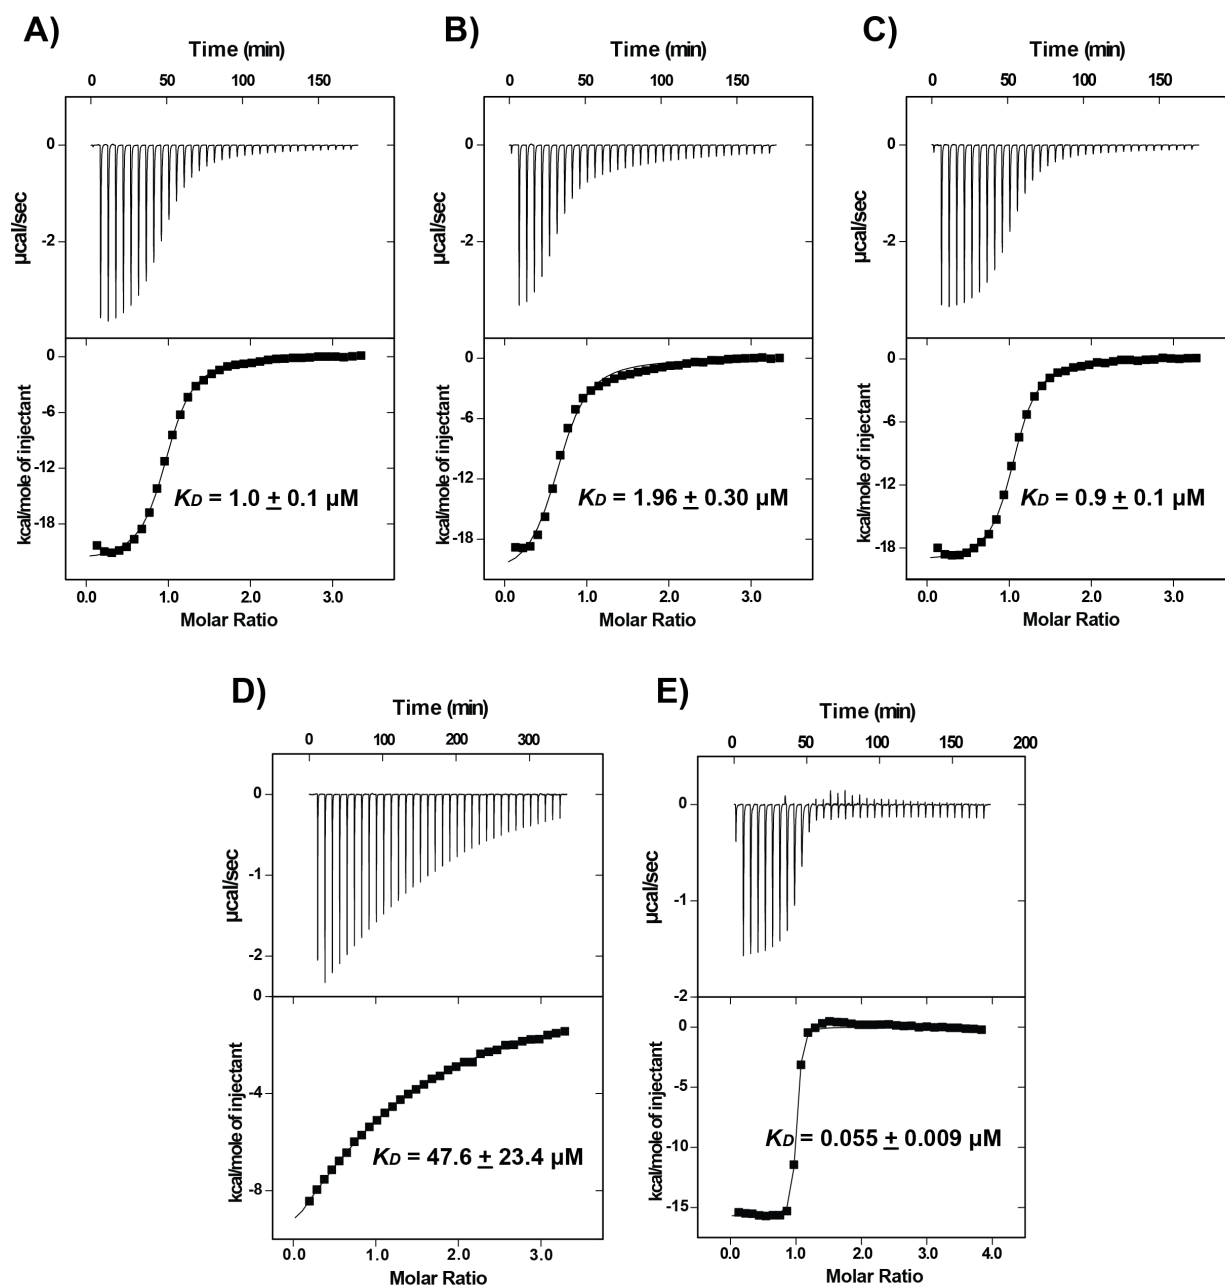 A)
Time (min)
0 50 100 150
0
-2
µcal/sec
0
-6
-12
-18
kcal/mole of injectant
KD = 1.0 ± 0.1 µM
0.0 1.0 2.0 3.0
Molar Ratio
B)
Time (min)
0 50 100 150
0
-2
µcal/sec
0
-6
-12
-18
kcal/mole of injectant
KD = 1.96 ± 0.30 µM
0.0 1.0 2.0 3.0
Molar Ratio
C)
Time (min)
0 50 100 150
0
-2
µcal/sec
0
-6
-12
-18
kcal/mole of injectant
KD = 0.9 ± 0.1 µM
0.0 1.0 2.0 3.0
Molar Ratio
D)
Time (min)
0 100 200 300
0
-1
-2
µcal/sec
0
-4
-8
kcal/mole of injectant
KD = 47.6 ± 23.4 µM
0.0 1.0 2.0 3.0
Molar Ratio
E)
Time (min)
0 50 100 150 200
0
-1
-2
µcal/sec
0
-5
-10
-15
kcal/mole of injectant
KD = 0.055 ± 0.009 µM
0.0 1.0 2.0 3.0 4.0
Molar Ratio